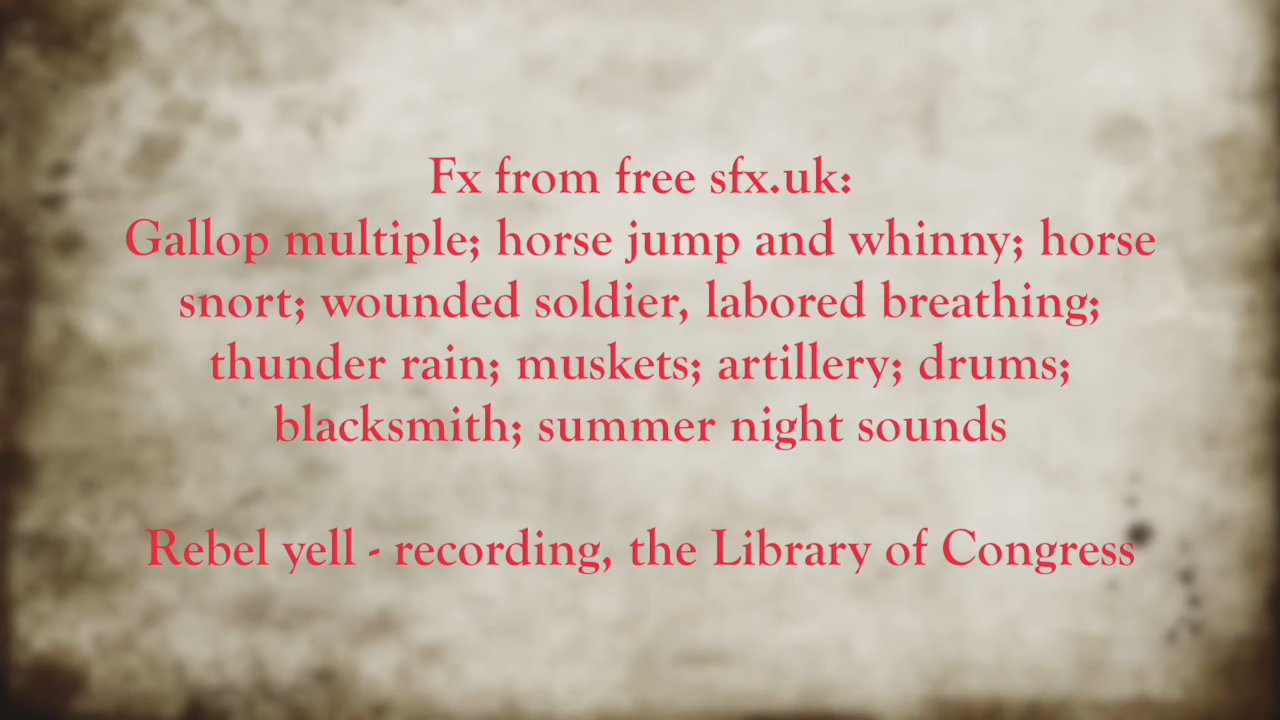 Fx from free sfx.uk:
Gallop multiple; horse jump and whinny; horse
snort; wounded soldier, labored breathing;
thunder rain; muskets; artillery; drums;
blacksmith; summer night sounds
Rebel yell - recording, the Library of Congress